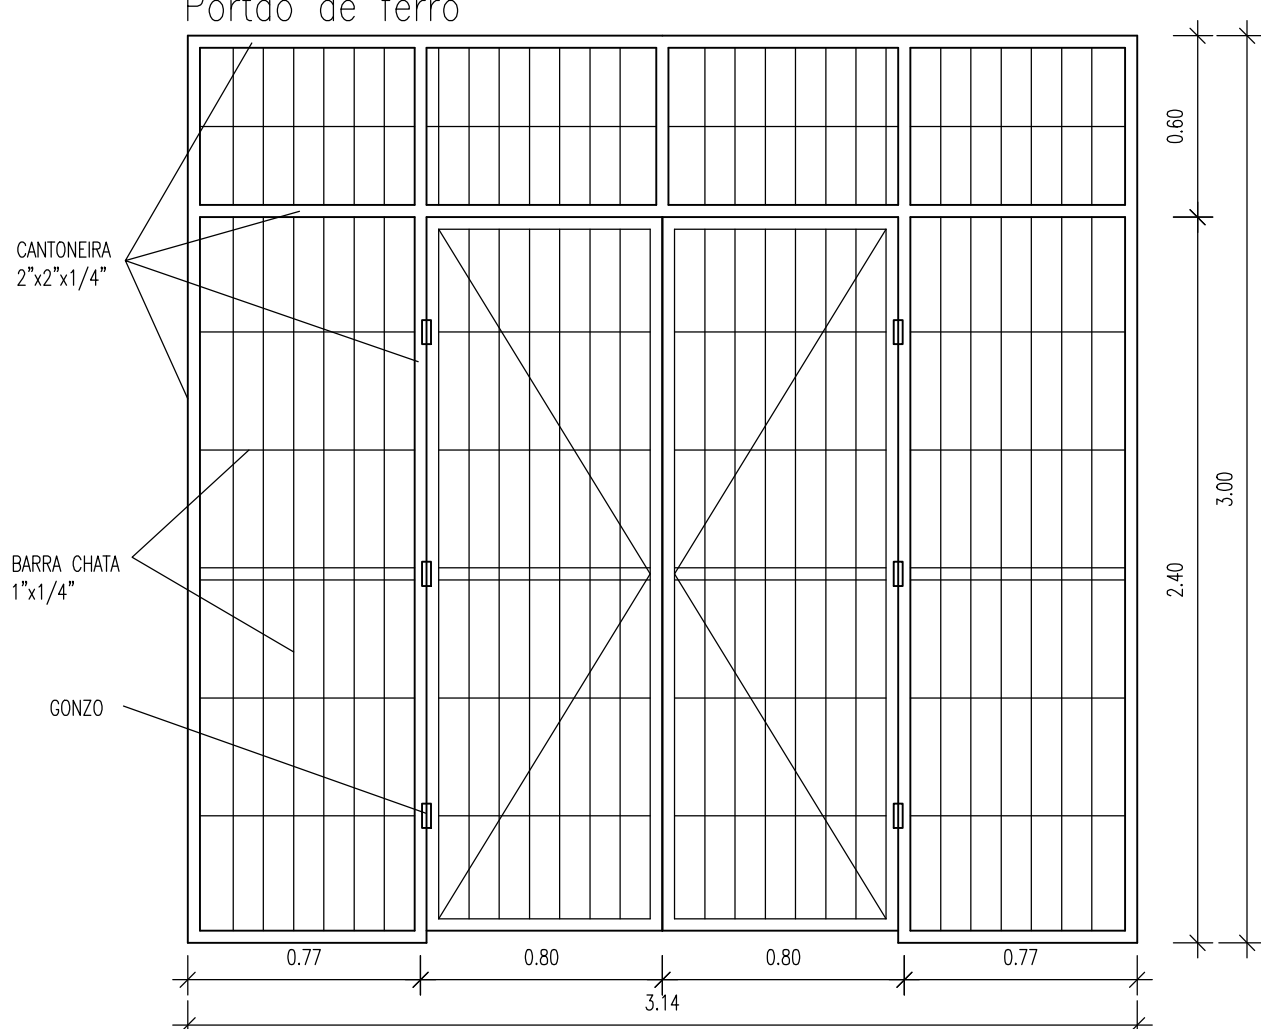 Portão de ferro
0.60
CANTONEIRA
2"x2"x1/4"
3.00
BARRA CHATA
1"x1/4"
2.40
GONZO
0.77
0.80
0.80
0.77
3.14